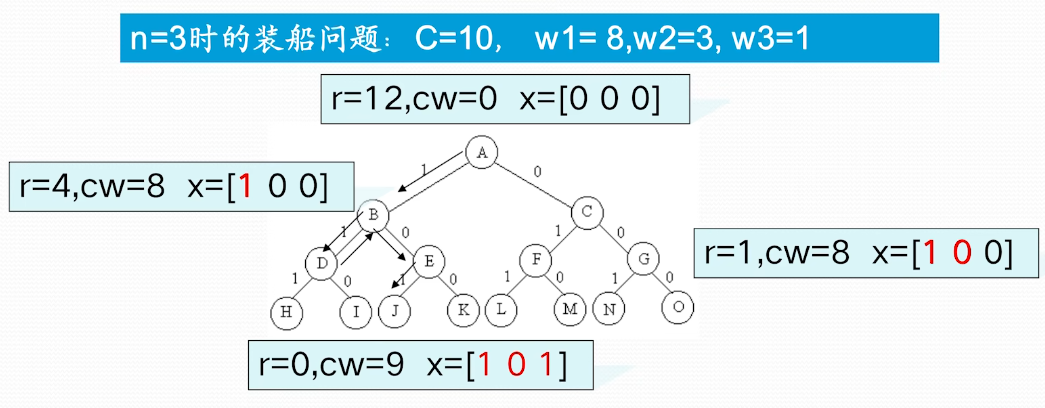 n=3时的装船问题：C=10， w1= 8,w2=3, w3=1
r=12,cw=0 x=[0 0 0]
A
1 0
r=4,cw=8 x=[1 0 0]
B C
1 0 1 0
r=1,cw=8 x=[1 0 0]
D E F G
1 0 1 0 1 0 1 0
H I J K L M N O
r=0,cw=9 x=[1 0 1]